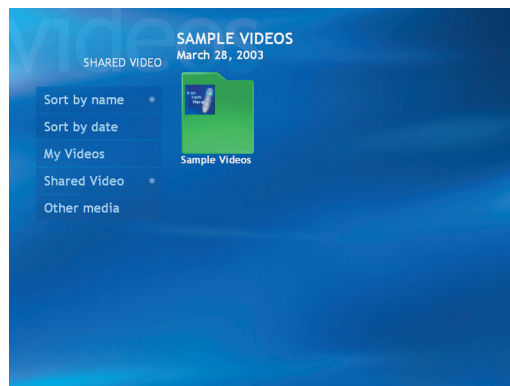 videos
SHARED VIDEO
SAMPLE VIDEOS
March 28, 2003
Sort by name
Sort by date
My Videos
Shared Video
Other media
Sample Videos